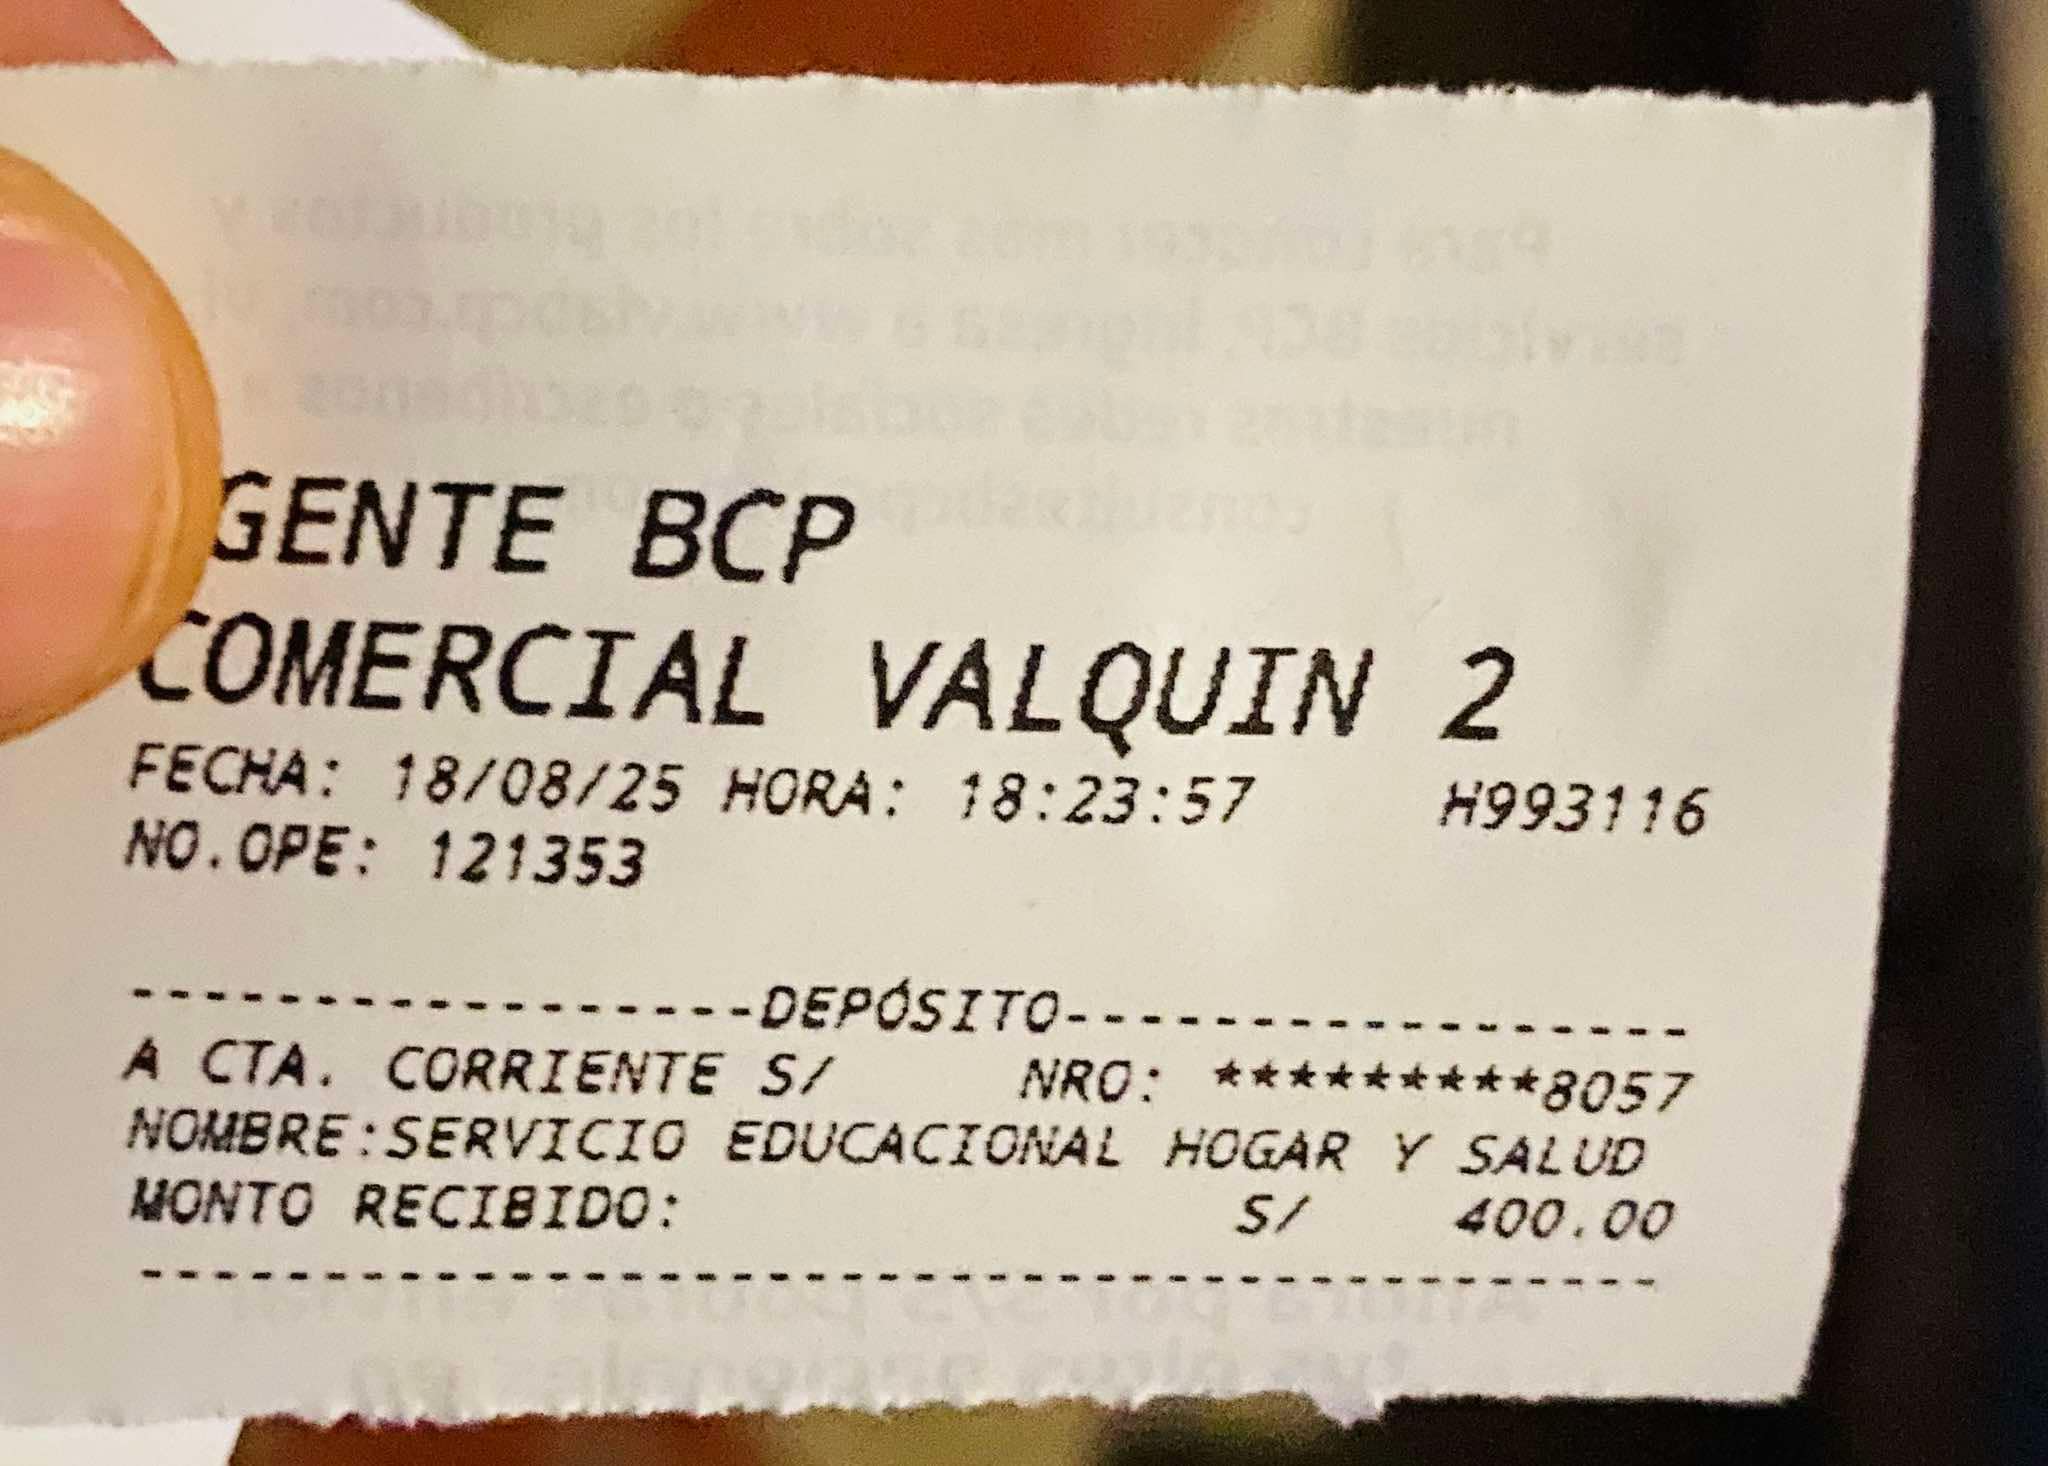 GENTE BCP
COMERCIAL VALQUIN 2
FECHA: 18/08/25 HORA: 18:23:57 H993116
NO.OPE: 121353
------------------DEPÓSITO------------------
A CTA. CORRIENTE S/ NRO: *********8057
NOMBRE:SERVICIO EDUCACIONAL HOGAR Y SALUD
MONTO RECIBIDO: S/ 400.00